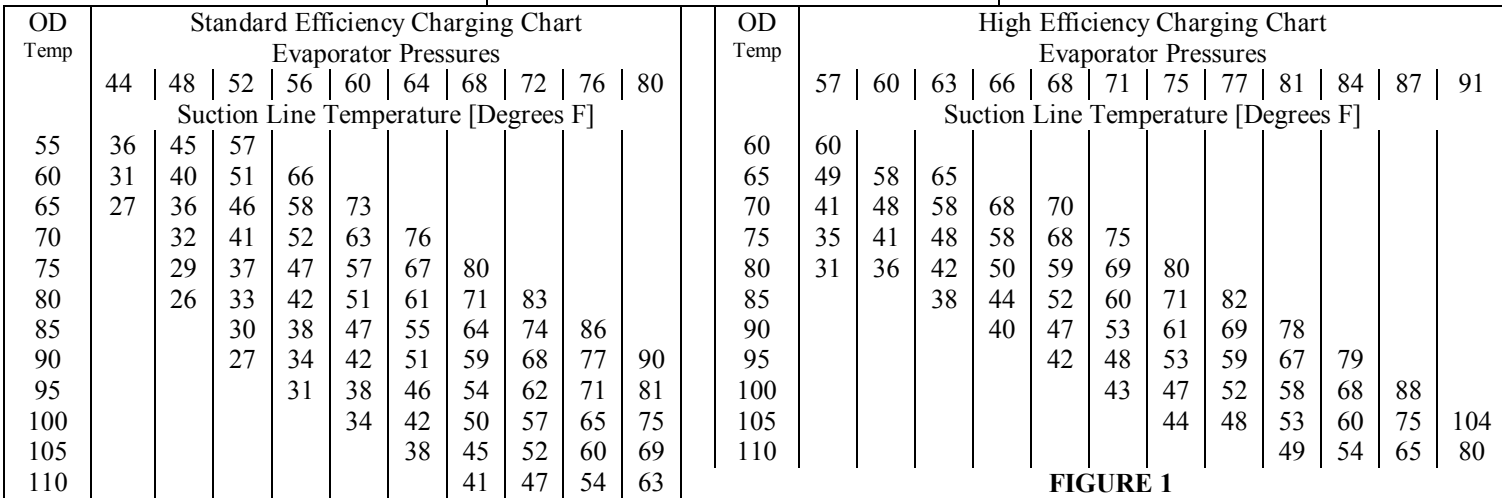 OD Standard Efficiency Charging Chart
Temp Evaporator Pressures
44 48 52 56 60 64 68 72 76 80
Suction Line Temperature [Degrees F]
55 36 45 57
60 31 40 51 66
65 27 36 46 58 73
70 32 41 52 63 76
75 29 37 47 57 67 80
80 26 33 42 51 61 71 83
85 30 38 47 55 64 74 86
90 27 34 42 51 59 68 77 90
95 31 38 46 54 62 71 81
100 34 42 50 57 65 75
105 38 45 52 60 69
110 41 47 54 63
OD High Efficiency Charging Chart
Temp Evaporator Pressures
57 60 63 66 68 71 75 77 81 84 87 91
Suction Line Temperature [Degrees F]
60 60
65 49 58 65
70 41 48 58 68 70
75 35 41 48 58 68 75
80 31 36 42 50 59 69 80
85 38 44 52 60 71 82
90 40 47 53 61 69 78
95 42 48 53 59 67 79
100 43 47 52 58 68 88
105 44 48 53 60 75 104
110 49 54 65 80
FIGURE 1